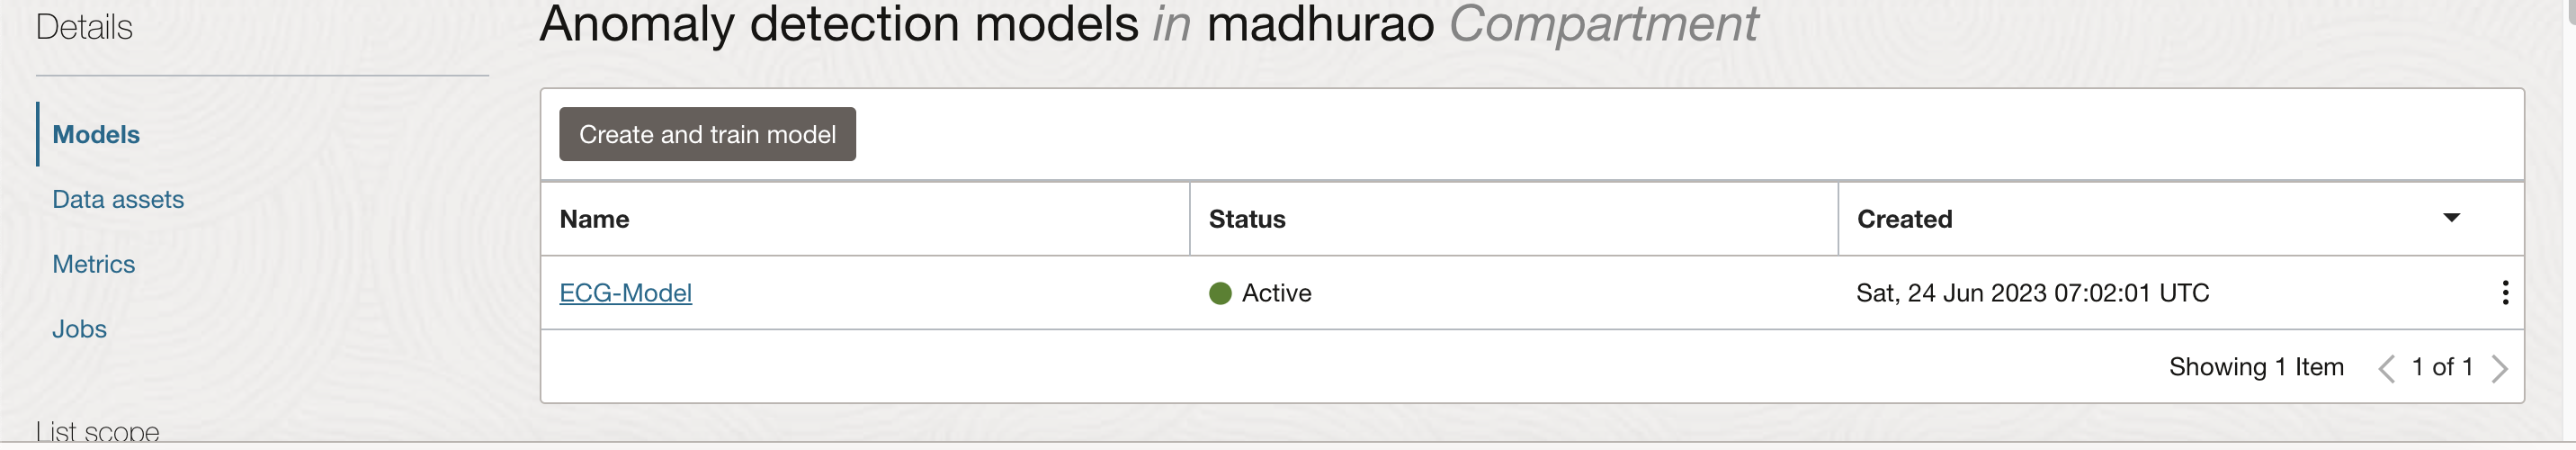 Details
Models
Data assets
Metrics
Jobs
List scope
Anomaly detection models in madhurao Compartment
Create and train model
Name Status Created
ECG-Model Active Sat, 24 Jun 2023 07:02:01 UTC
Showing 1 Item 1 of 1